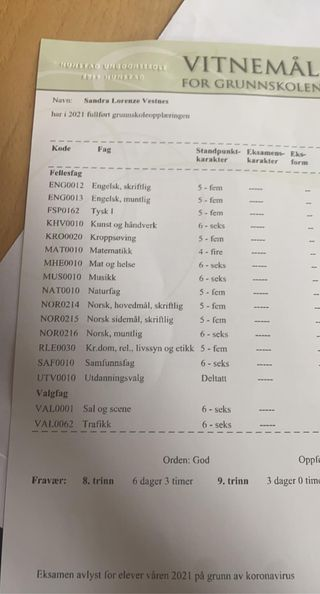 VITNEMÅL
FOR GRUNNSKOLEN
Navn: Sandra Lorenze Vestnes
har i 2021 fullført grunnskoleopplæringen
Kode Fag Standpunkt- Eksamens- Eks-
karakter karakter form
Fellesfag
ENG0012 Engelsk, skriftlig 5 - fem ----- --
ENG0013 Engelsk, muntlig 5 - fem ----- --
FSP0162 Tysk I 5 - fem ----- --
KHV0010 Kunst og håndverk 6 - seks ----- --
KRO0020 Kroppsøving 5 - fem ----- --
MAT0010 Matematikk 4 - fire ----- --
MHE0010 Mat og helse 6 - seks ----- --
MUS0010 Musikk 6 - seks ----- --
NAT0010 Naturfag 5 - fem ----- --
NOR0214 Norsk, hovedmål, skriftlig 5 - fem ----- --
NOR0215 Norsk sidemål, skriftlig 5 - fem ----- --
NOR0216 Norsk, muntlig 6 - seks ----- --
RLE0030 Kr.dom, rel., livssyn og etikk 5 - fem ----- --
SAF0010 Samfunnsfag 6 - seks ----- --
UTV0010 Utdanningsvalg Deltatt -----
Valgfag
VAL0001 Sal og scene 6 - seks -----
VAL0062 Trafikk 6 - seks -----
Orden: God Oppfø
Fravær: 8. trinn 6 dager 3 timer 9. trinn 3 dager 0 time
Eksamen avlyst for elever våren 2021 på grunn av koronavirus